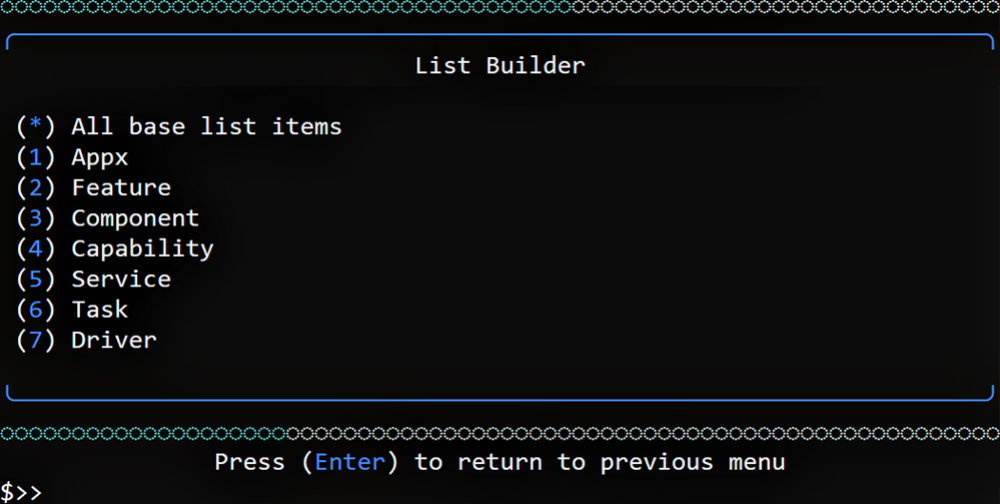 List Builder
(*) All base list items
(1) Appx
(2) Feature
(3) Component
(4) Capability
(5) Service
(6) Task
(7) Driver
Press (Enter) to return to previous menu
$>>